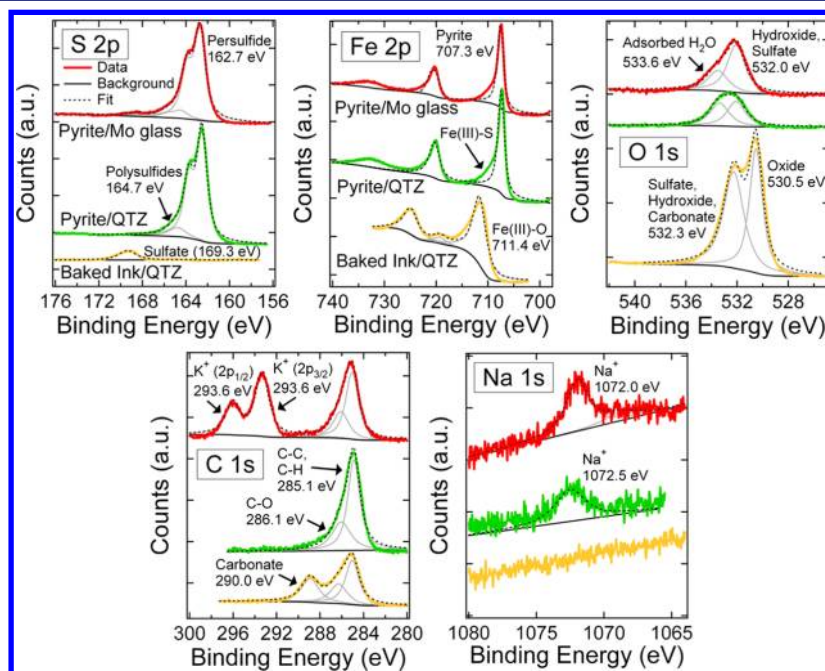 S 2p
Data
Background
Fit
Persulfide
162.7 eV
Pyrite/Mo glass
Polysulfides
164.7 eV
Pyrite/QTZ
Sulfate (169.3 eV)
Baked Ink/QTZ
176 172 168 164 160 156
Binding Energy (eV)
Counts (a.u.)
Fe 2p
Pyrite
707.3 eV
Pyrite/Mo glass
Fe(III)-S
Pyrite/QTZ
Fe(III)-O
711.4 eV
Baked Ink/QTZ
740 730 720 710 700
Binding Energy (eV)
Counts (a.u.)
Adsorbed H₂O
533.6 eV
Hydroxide,
Sulfate
532.0 eV
O 1s
Oxide
530.5 eV
Sulfate,
Hydroxide,
Carbonate
532.3 eV
540 536 532 528
Binding Energy (eV)
Counts (a.u.)
K⁺ (2p1/2)
293.6 eV
K⁺ (2p3/2)
293.6 eV
C 1s
C-C,
C-H
285.1 eV
C-O
286.1 eV
Carbonate
290.0 eV
300 296 292 288 284 280
Binding Energy (eV)
Counts (a.u.)
Na⁺
1072.0 eV
Na 1s
Na⁺
1072.5 eV
1080 1075 1070 1065
Binding Energy (eV)
Counts (a.u.)